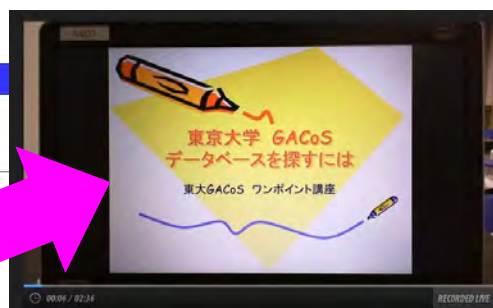 東京大学 GACoS
データベースを探すには
東大GACoS ワンポイント講座
00:06 / 02:36
RECORDED LIVE